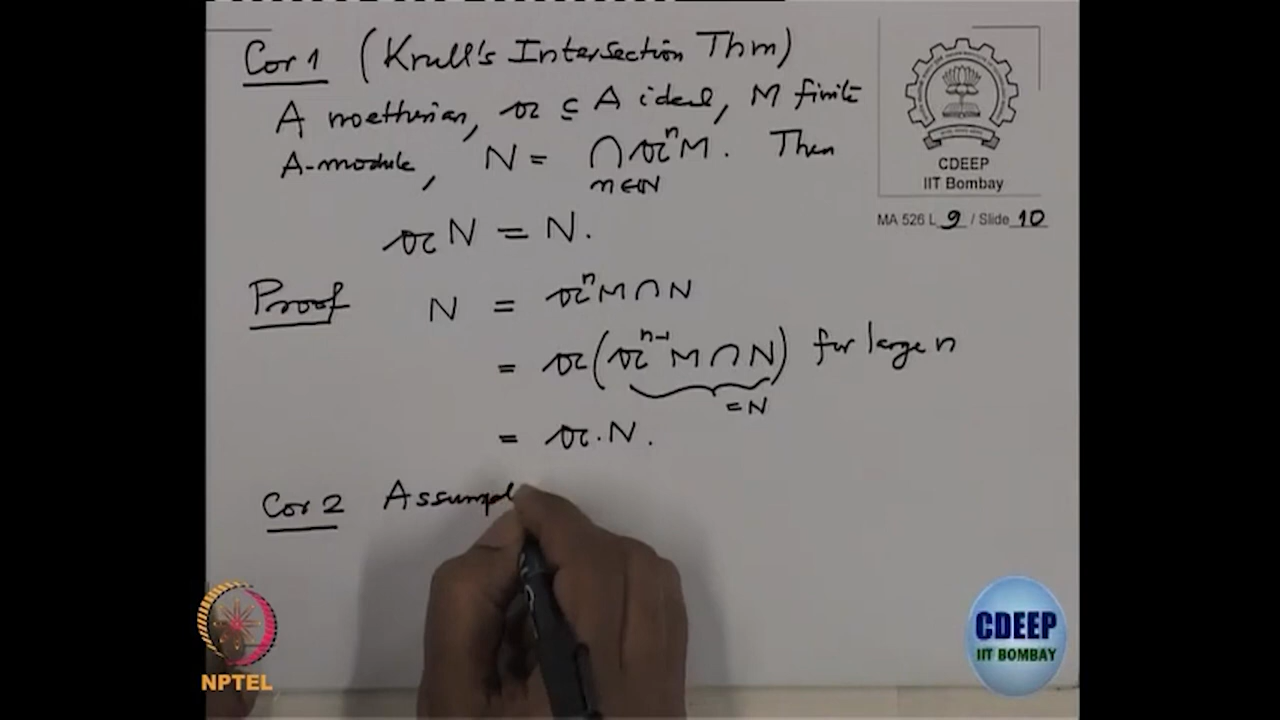 Cor 1 (Krull's Intersection Thm)
A noetherian, 𝔞 ⊆ A ideal, M finite
A-module, N = ∩ 𝔞ⁿM. Then
n∈ℕ
𝔞N = N.
Proof N = 𝔞ⁿM ∩ N
= 𝔞(𝔞ⁿ⁻¹M ∩ N) for large n
= N
= 𝔞·N.
Cor 2 Assumpt
CDEEP
IIT Bombay
MA 526 L 9 / Slide 10
NPTEL
CDEEP
IIT BOMBAY